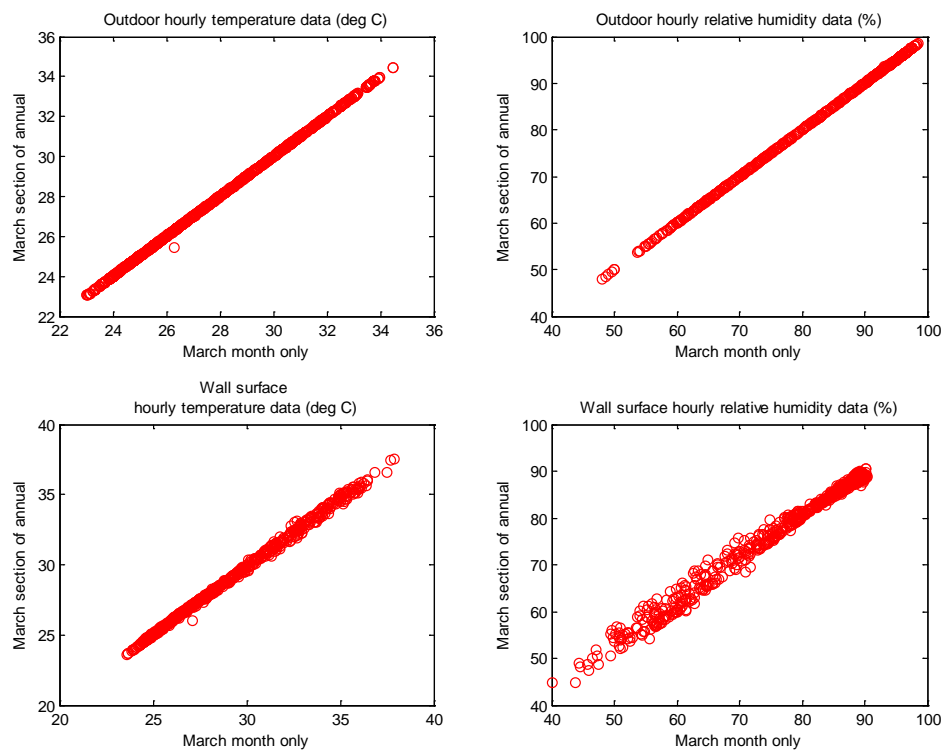 Outdoor hourly temperature data (deg C)
36
34
32
30
28
26
24
22
22 24 26 28 30 32 34 36
March month only
March section of annual
Outdoor hourly relative humidity data (%)
100
90
80
70
60
50
40
40 50 60 70 80 90 100
March month only
March section of annual
Wall surface
hourly temperature data (deg C)
40
35
30
25
20
20 25 30 35 40
March month only
March section of annual
Wall surface hourly relative humidity data (%)
100
90
80
70
60
50
40
40 50 60 70 80 90 100
March month only
March section of annual